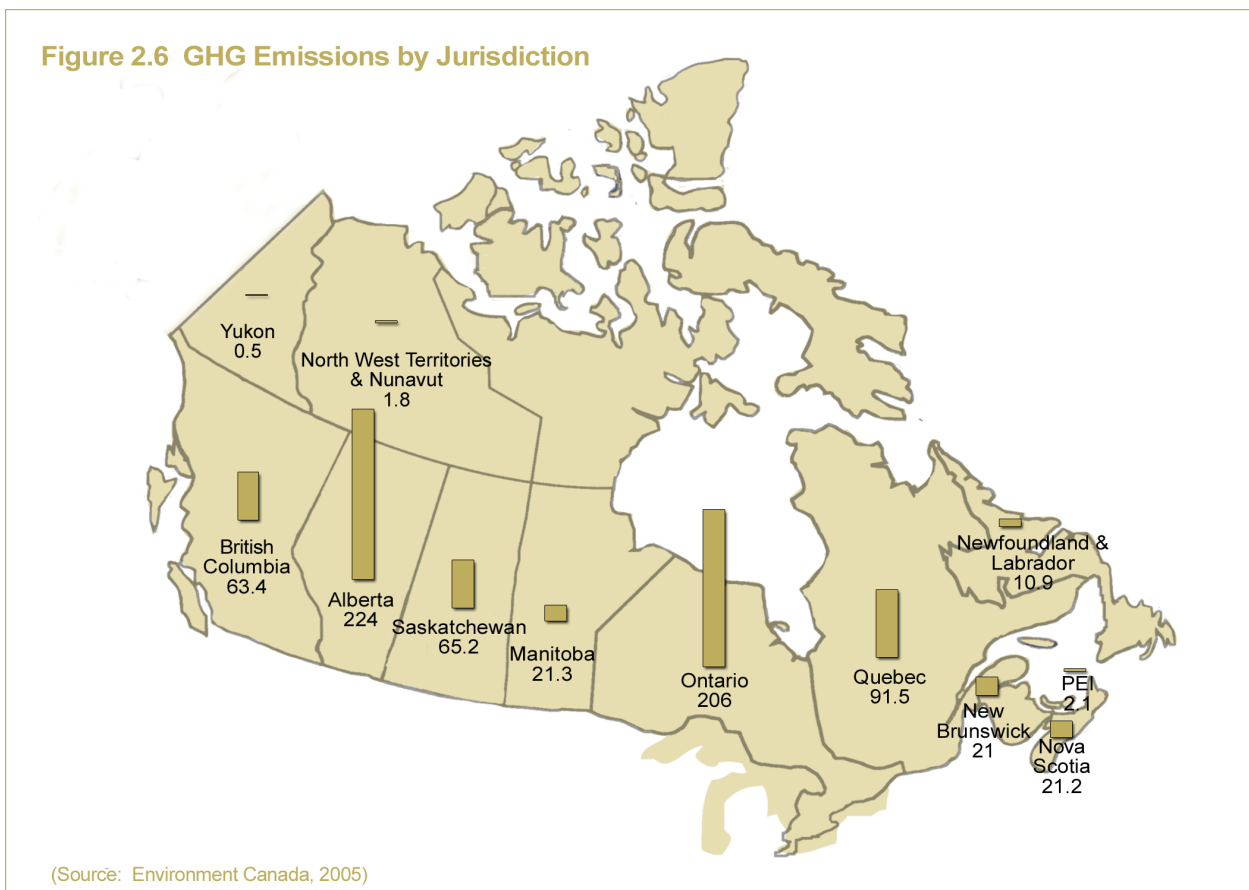 Figure 2.6 GHG Emissions by Jurisdiction
Yukon
0.5
North West Territories
& Nunavut
1.8
British
Columbia
63.4
Alberta
224
Saskatchewan
65.2
Manitoba
21.3
Ontario
206
Quebec
91.5
Newfoundland &
Labrador
10.9
PEI
2.1
New
Brunswick
21
Nova
Scotia
21.2
(Source: Environment Canada, 2005)